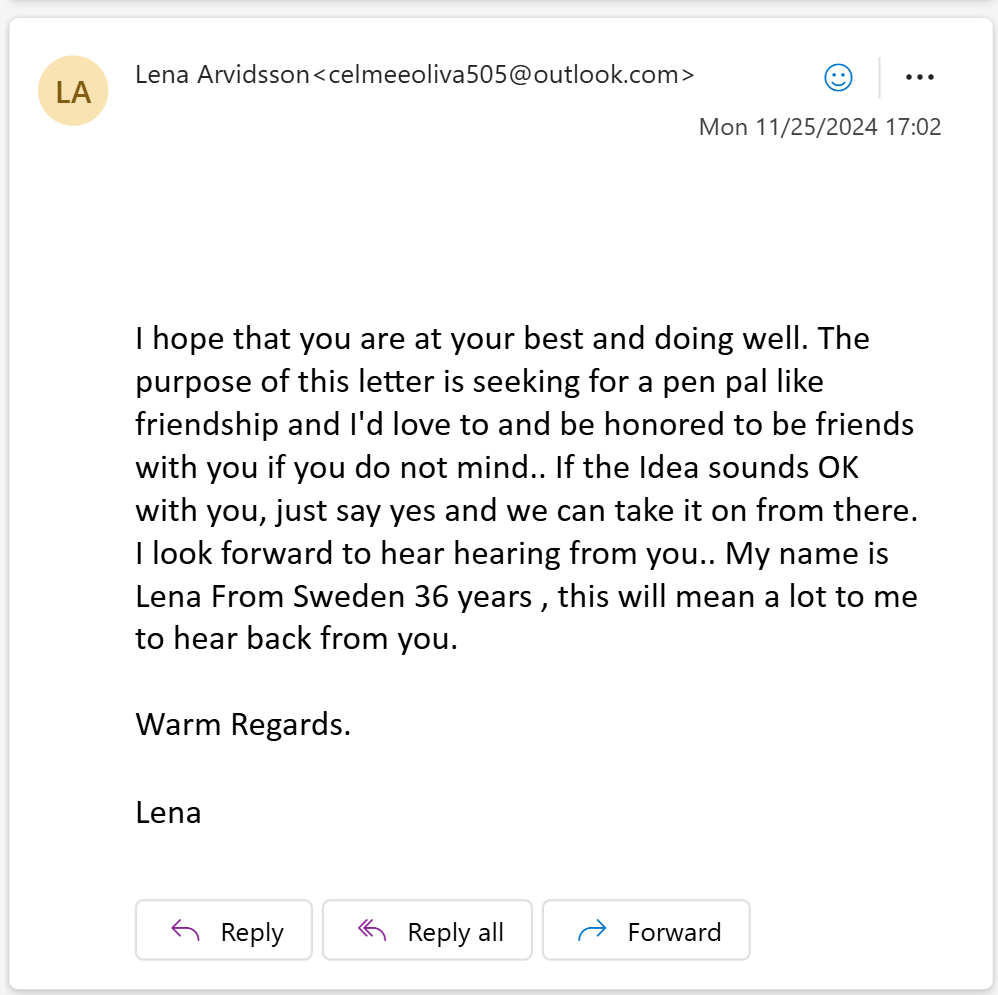 LA
Lena Arvidsson<celmeeoliva505@outlook.com>
Mon 11/25/2024 17:02
I hope that you are at your best and doing well. The
purpose of this letter is seeking for a pen pal like
friendship and I'd love to and be honored to be friends
with you if you do not mind.. If the Idea sounds OK
with you, just say yes and we can take it on from there.
I look forward to hear hearing from you.. My name is
Lena From Sweden 36 years , this will mean a lot to me
to hear back from you.
Warm Regards.
Lena
Reply
Reply all
Forward